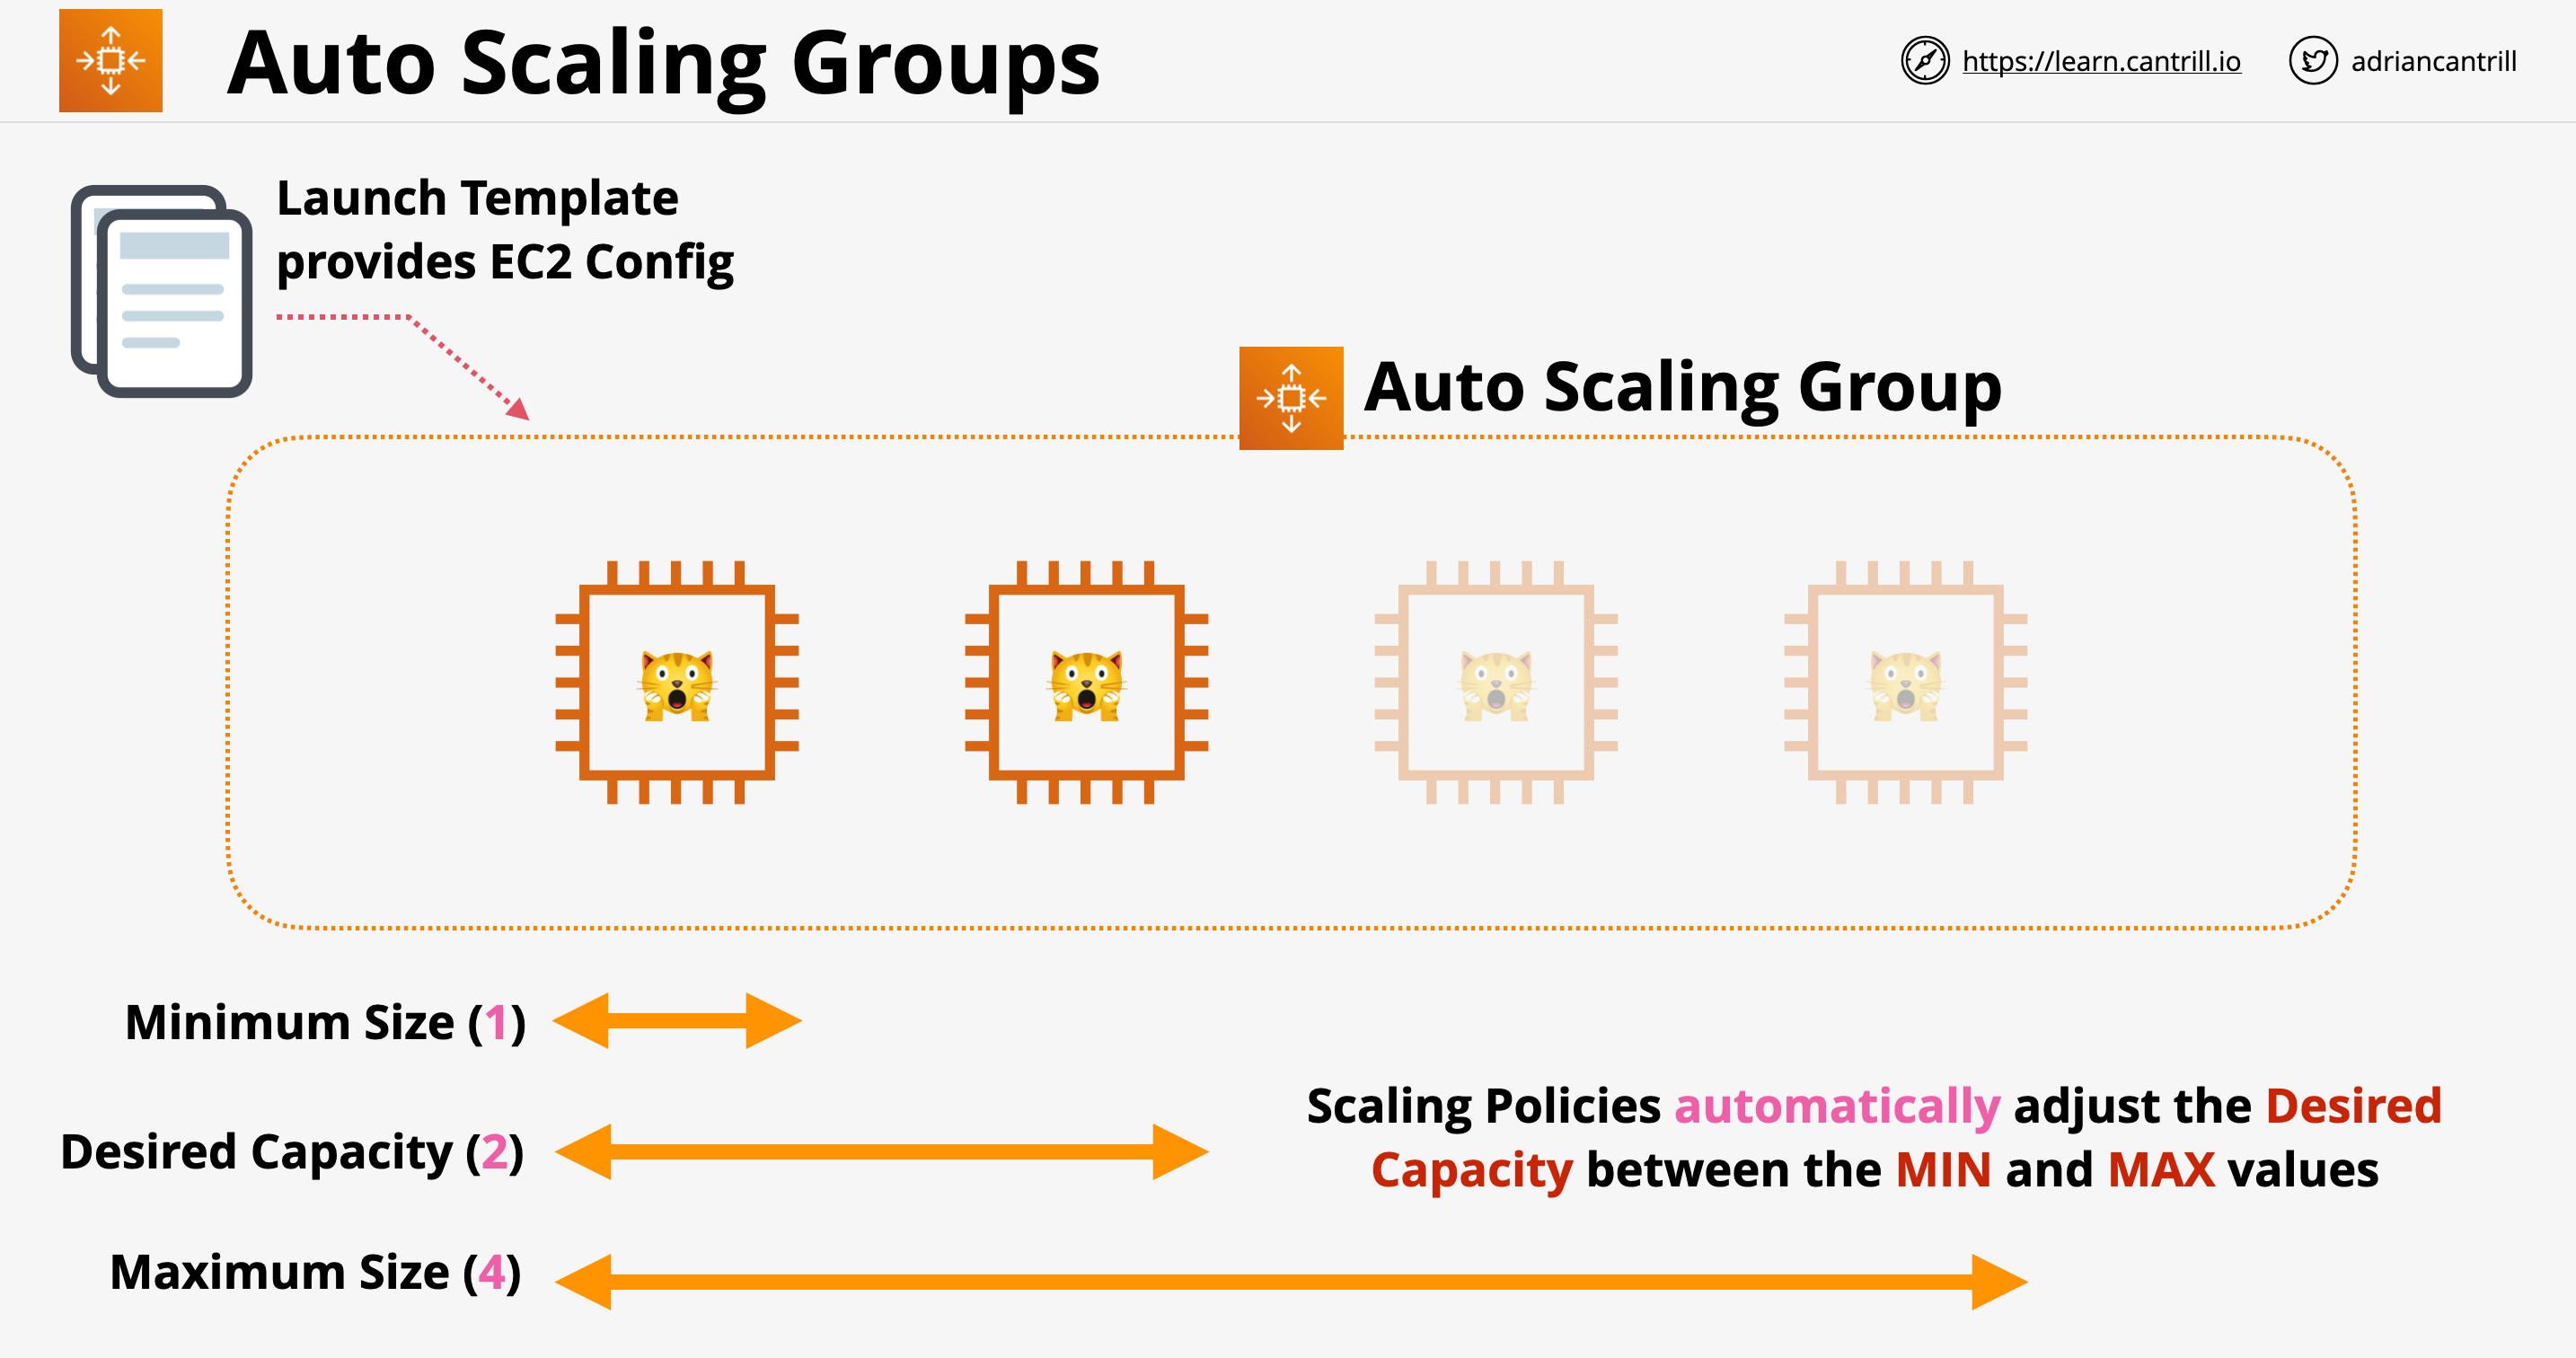 Auto Scaling Groups
https://learn.cantrill.io
adriancantrill
Launch Template
provides EC2 Config
Auto Scaling Group
Minimum Size (1)
Desired Capacity (2)
Maximum Size (4)
Scaling Policies automatically adjust the Desired
Capacity between the MIN and MAX values